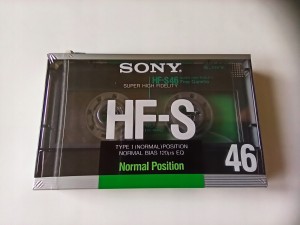 SONY
HF-S46
SUPER HIGH FIDELITY
HF-S
TYPE I (NORMAL) POSITION
NORMAL BIAS 120μs EQ
46
Normal Position